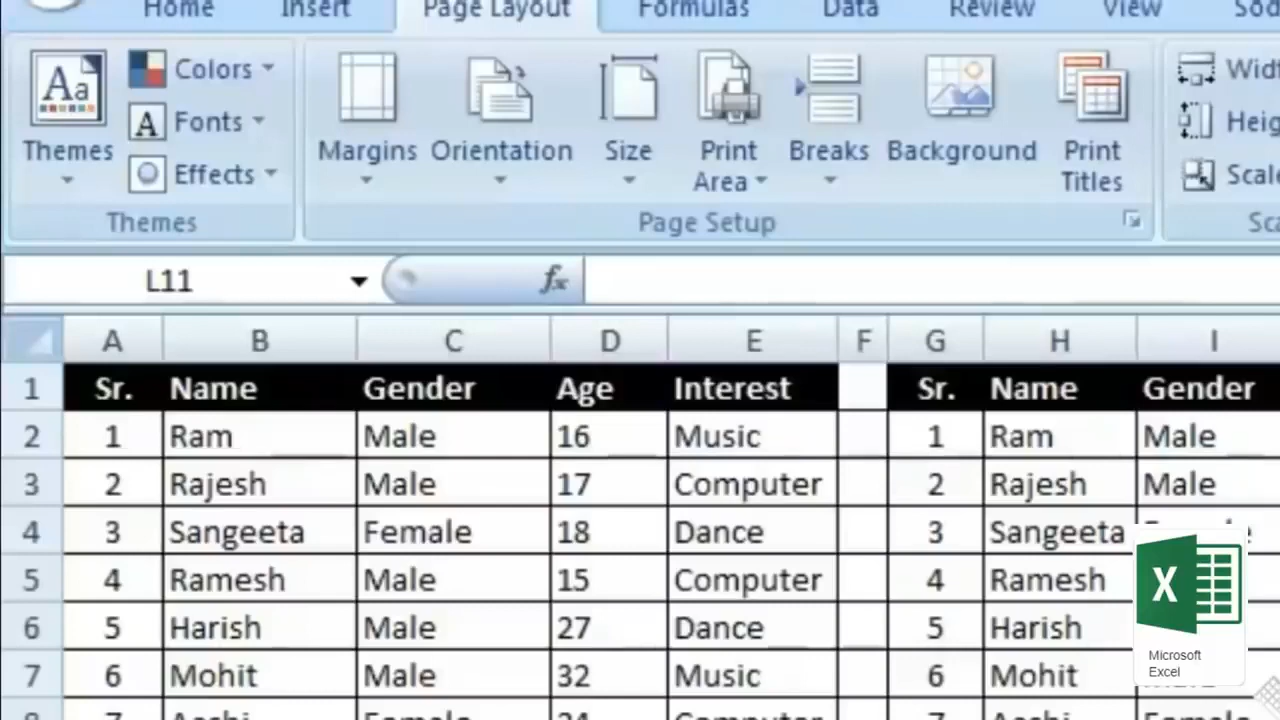 Home Insert Page Layout Formulas Data Review View
Themes Colors Fonts Effects Margins Orientation Size Print Area Breaks Background Print Titles
Themes Page Setup
L11 fx
A B C D E F G H I
1 Sr. Name Gender Age Interest Sr. Name Gender
2 1 Ram Male 16 Music 1 Ram Male
3 2 Rajesh Male 17 Computer 2 Rajesh Male
4 3 Sangeeta Female 18 Dance 3 Sangeeta
5 4 Ramesh Male 15 Computer 4 Ramesh
6 5 Harish Male 27 Dance 5 Harish
7 6 Mohit Male 32 Music 6 Mohit
X
Microsoft
Excel